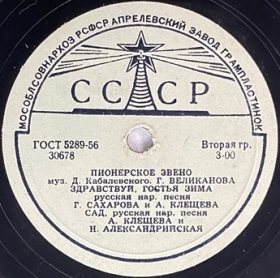 МОСОБЛСОВНАРХОЗ РСФСР АПРЕЛЕВСКИЙ ЗАВОД ГРАМПЛАСТИНОК
СССР
ГОСТ 5289-56 Вторая гр.
30678 3-00
ПИОНЕРСКОЕ ЗВЕНО
муз. Д. Кабалевского. Г. ВЕЛИКАНОВА
ЗДРАВСТВУЙ, ГОСТЬЯ ЗИМА
русская нар. песня
Г. САХАРОВА и А. КЛЕЩЕВА
САД, русская нар. песня
А. КЛЕЩЕВА и
Н. АЛЕКСАНДРИЙСКАЯ